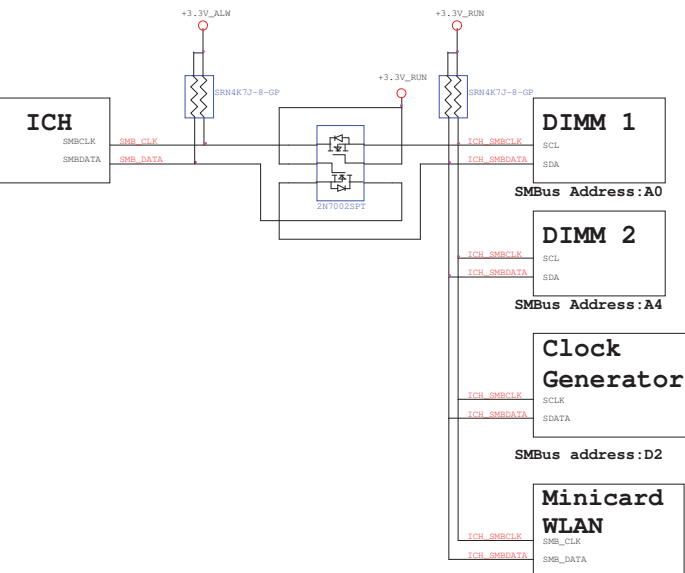 +3.3V_ALW
+3.3V_RUN
+3.3V_RUN
SRN4K7J-8-GP
SRN4K7J-8-GP
ICH
SMBCLK
SMB_CLK
SMBDATA
SMB_DATA
2N7002SPT
DIMM 1
ICH_SMBCLK
SCL
ICH_SMBDATA
SDA
SMBus Address:A0
DIMM 2
ICH_SMBCLK
SCL
ICH_SMBDATA
SDA
SMBus Address:A4
Clock
Generator
ICH_SMBCLK
SCLK
ICH_SMBDATA
SDATA
SMBus address:D2
Minicard
WLAN
ICH_SMBCLK
SMB_CLK
ICH_SMBDATA
SMB_DATA